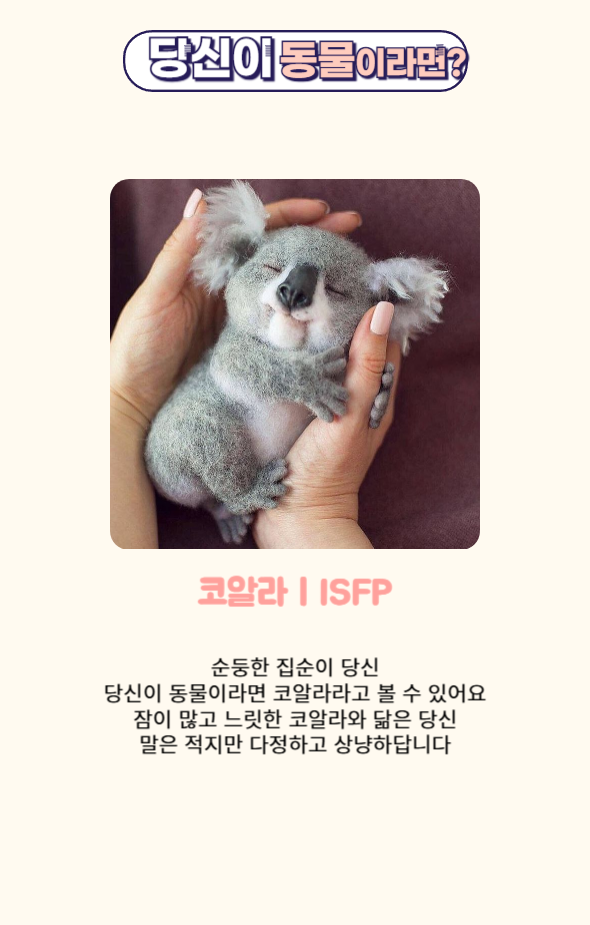 당신이 동물이라면?
코알라 | ISFP
순둥한 집순이 당신
당신이 동물이라면 코알라라고 볼 수 있어요
잠이 많고 느릿한 코알라와 닮은 당신
말은 적지만 다정하고 상냥하답니다